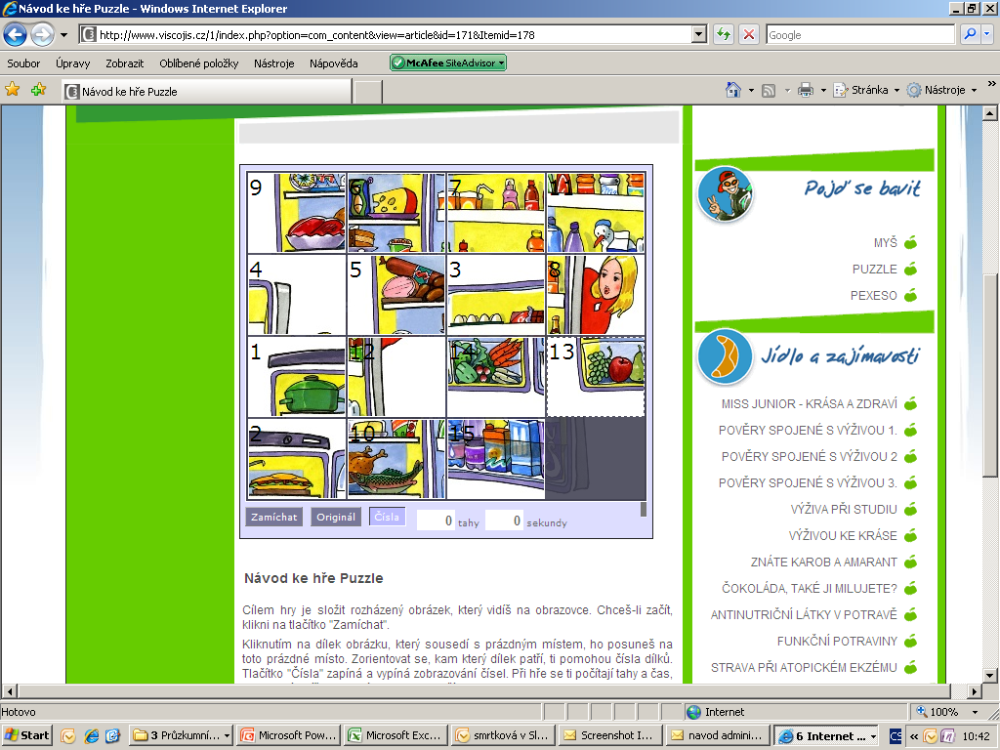 Návod ke hře Puzzle - Windows Internet Explorer
http://www.viscojis.cz/1/index.php?option=com_content&view=article&id=171&Itemid=178
Google
Soubor Úpravy Zobrazit Oblíbené položky Nástroje Nápověda
McAfee SiteAdvisor
Návod ke hře Puzzle
Stránka Nástroje
Pojď se bavit
MYŠ
PUZZLE
PEXESO
Jídlo a zajímavosti
MISS JUNIOR - KRÁSA A ZDRAVÍ
POVĚRY SPOJENÉ S VÝŽIVOU 1.
POVĚRY SPOJENÉ S VÝŽIVOU 2
POVĚRY SPOJENÉ S VÝŽIVOU 3.
VÝŽIVA PŘI STUDIU
VÝŽIVOU KE KRÁSE
ZNÁTE KAROB A AMARANT
ČOKOLÁDA, TAKÉ JI MILUJETE?
ANTINUTRIČNÍ LÁTKY V POTRAVĚ
FUNKČNÍ POTRAVINY
STRAVA PŘI ATOPICKÉM EKZÉMU
9 6 7 11
4 5 3 8
1 12 14 13
2 10 15
Zamíchat Originál Čísla 0 tahy 0 sekundy
Návod ke hře Puzzle
Cílem hry je složit rozházený obrázek, který vidíš na obrazovce. Chceš-li začít,
klikni na tlačítko "Zamíchat".
Kliknutím na dílek obrázku, který sousedí s prázdným místem, ho posuneš na
toto prázdné místo. Zorientovat se, kam který dílek patří, ti pomohou čísla dílků.
Tlačítko "Čísla" zapíná a vypíná zobrazování čísel. Při hře se ti počítají tahy a čas,
Hotovo
Internet
100%
Start
3 Průzkumní...
Microsoft Pow...
Microsoft Exc...
smrtková v Sl...
Screenshot I...
navod admini...
6 Internet ...
CS
10:42